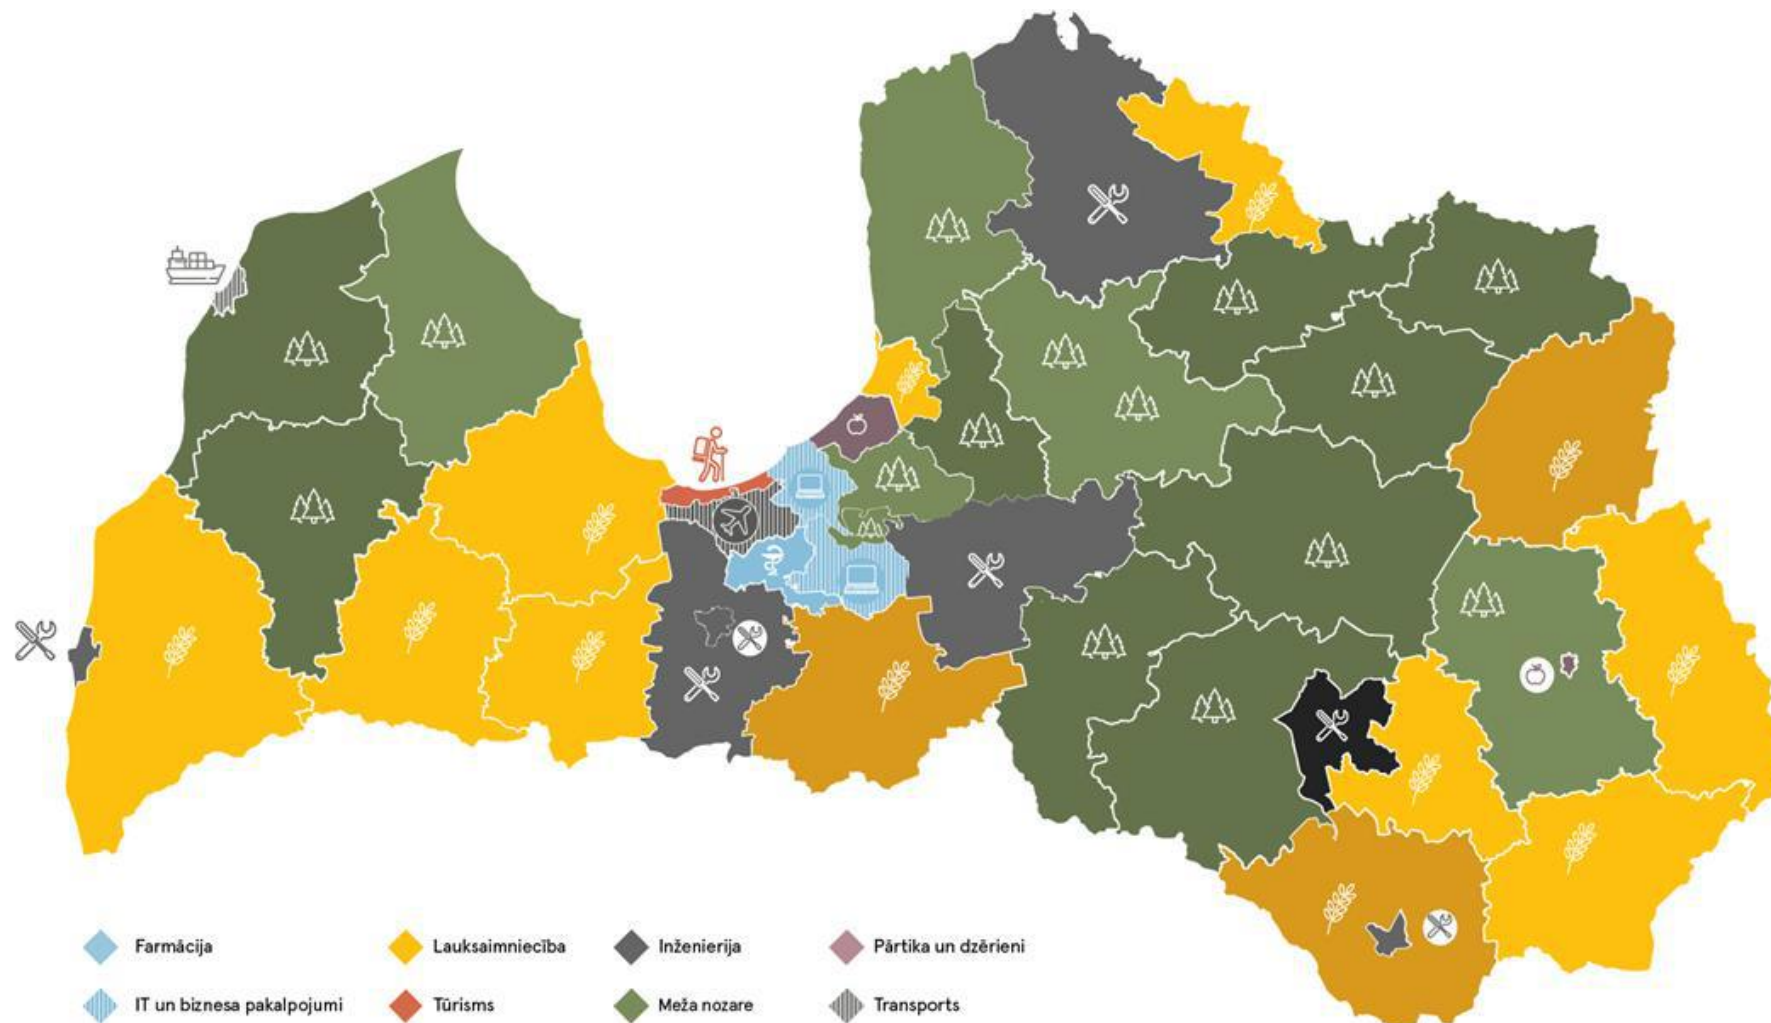 Farmācija
Lauksaimniecība
Inženierija
Pārtika un dzērieni
IT un biznesa pakalpojumi
Tūrisms
Meža nozare
Transports